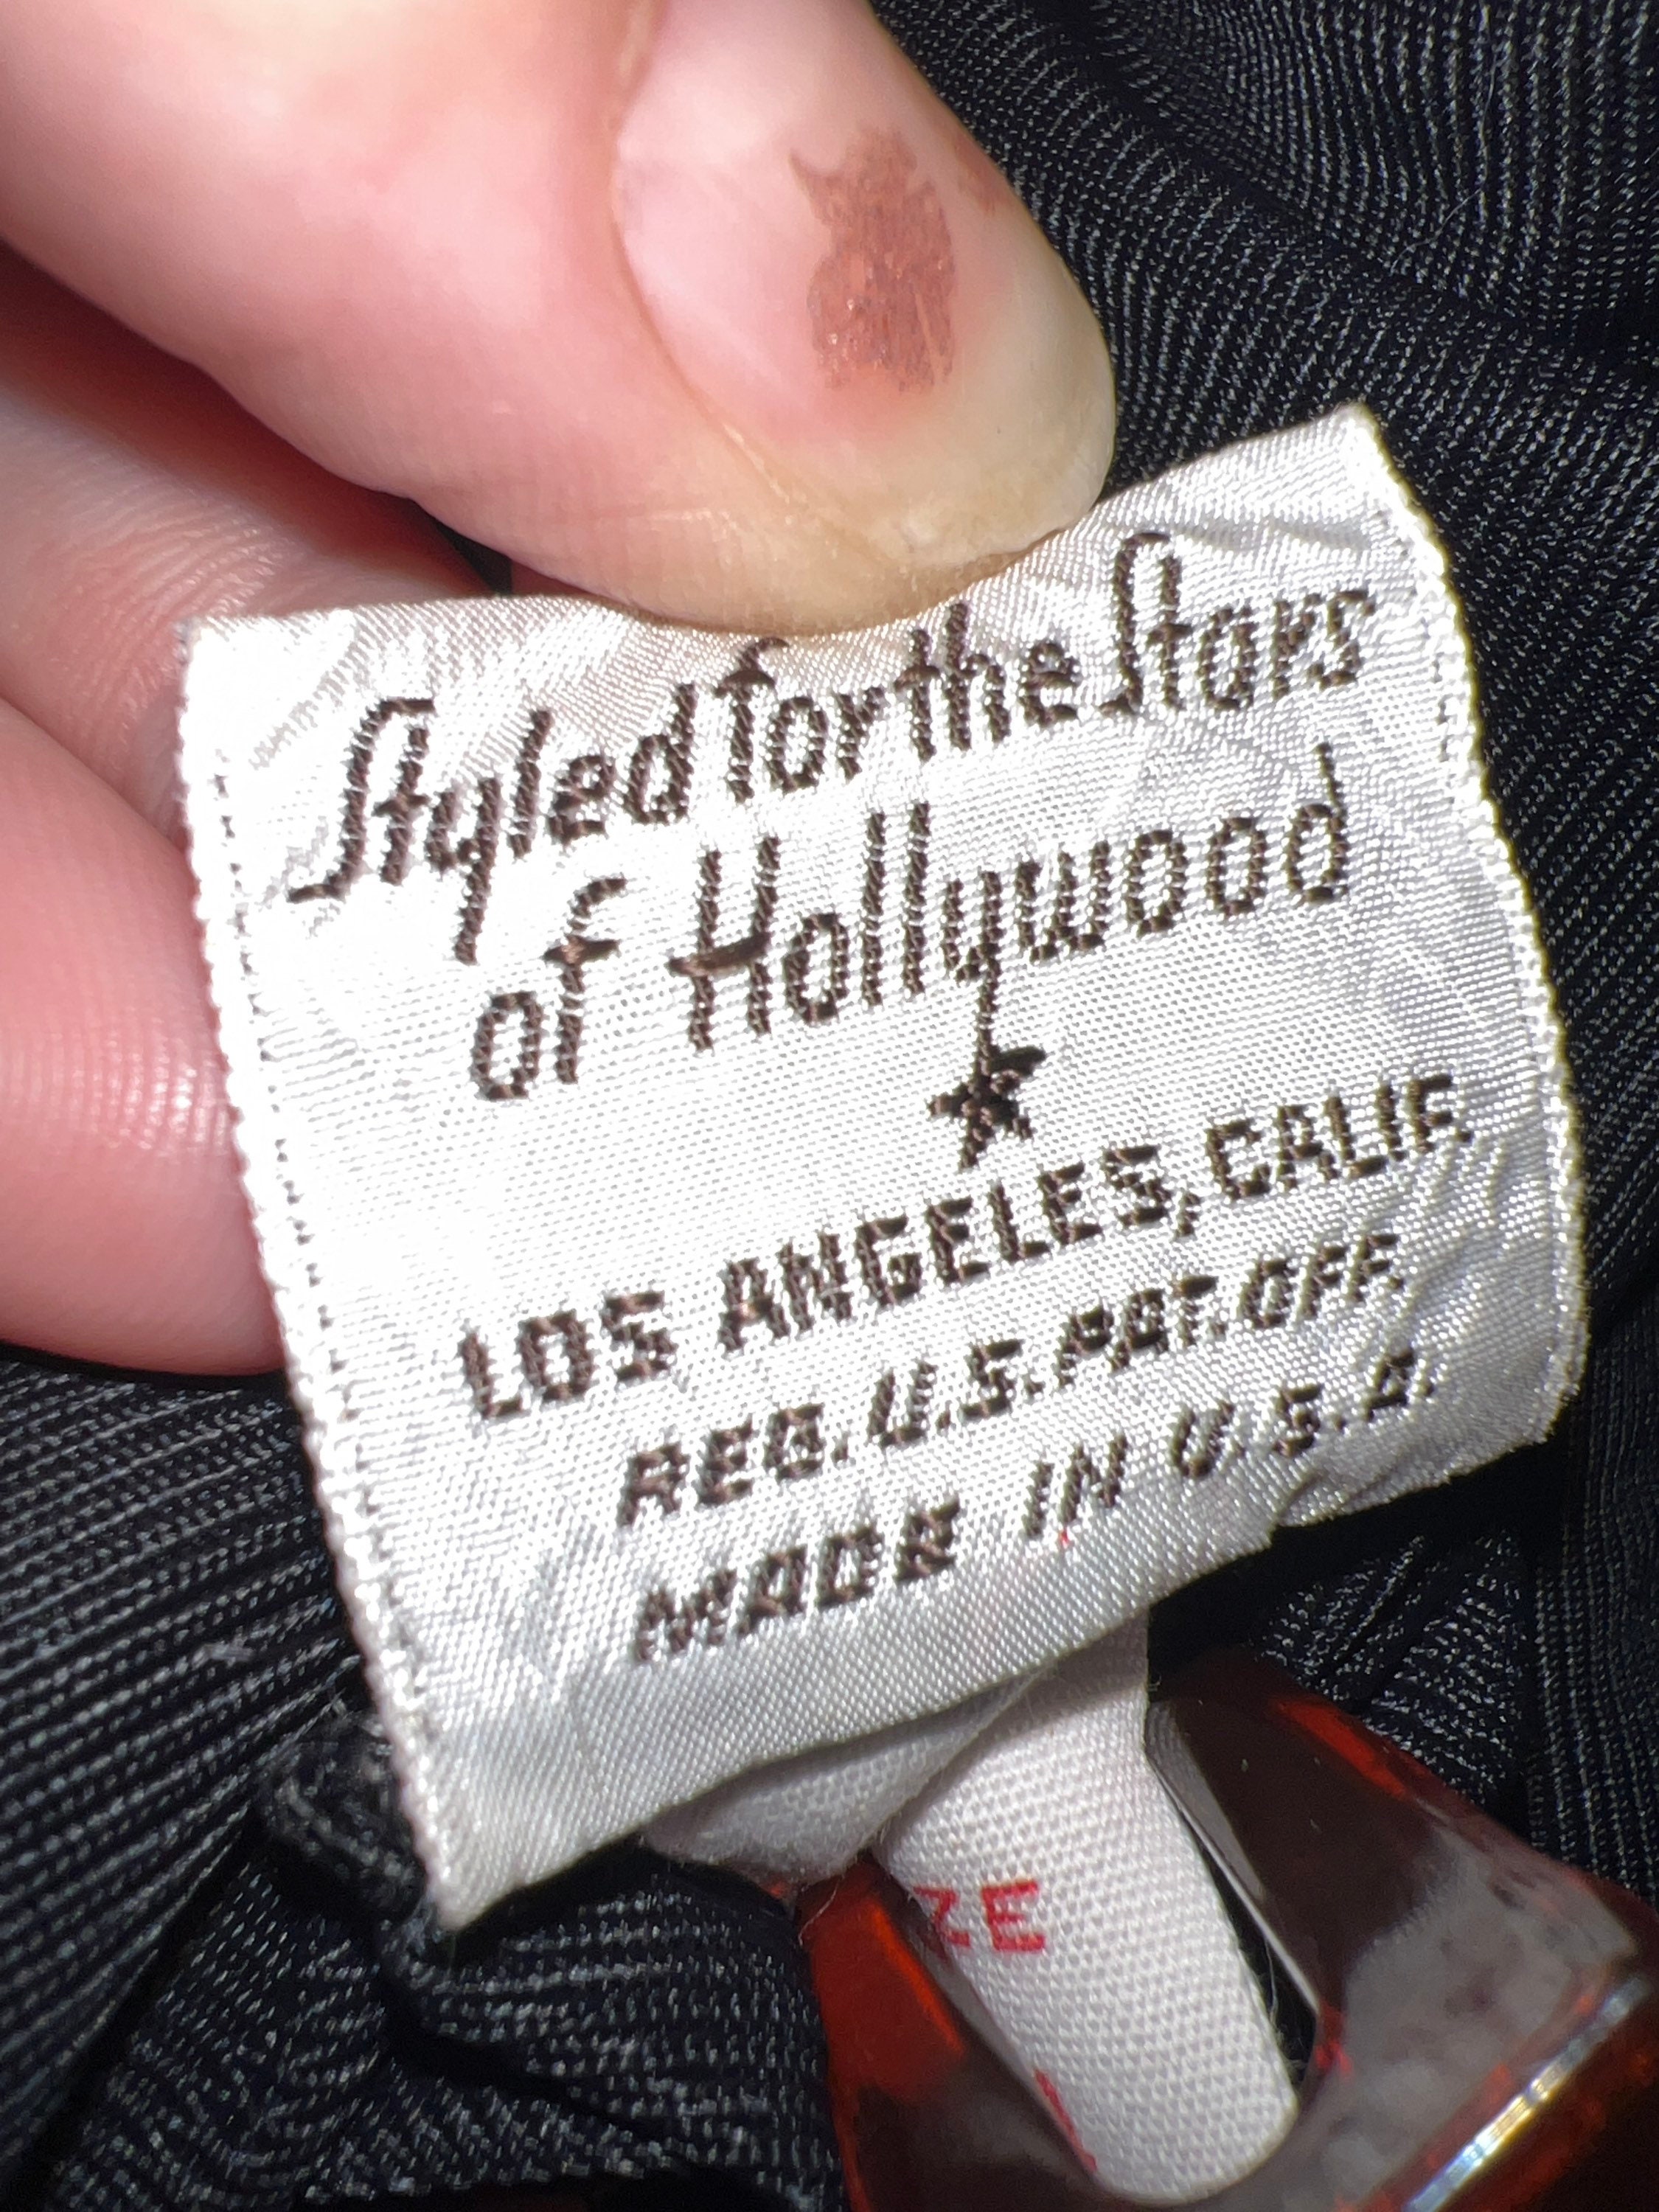 Styled for the Stars
of Hollywood
LOS ANGELES, CALIF.
REG. U.S. PAT. OFF.
MADE IN U.S.A.
ZE